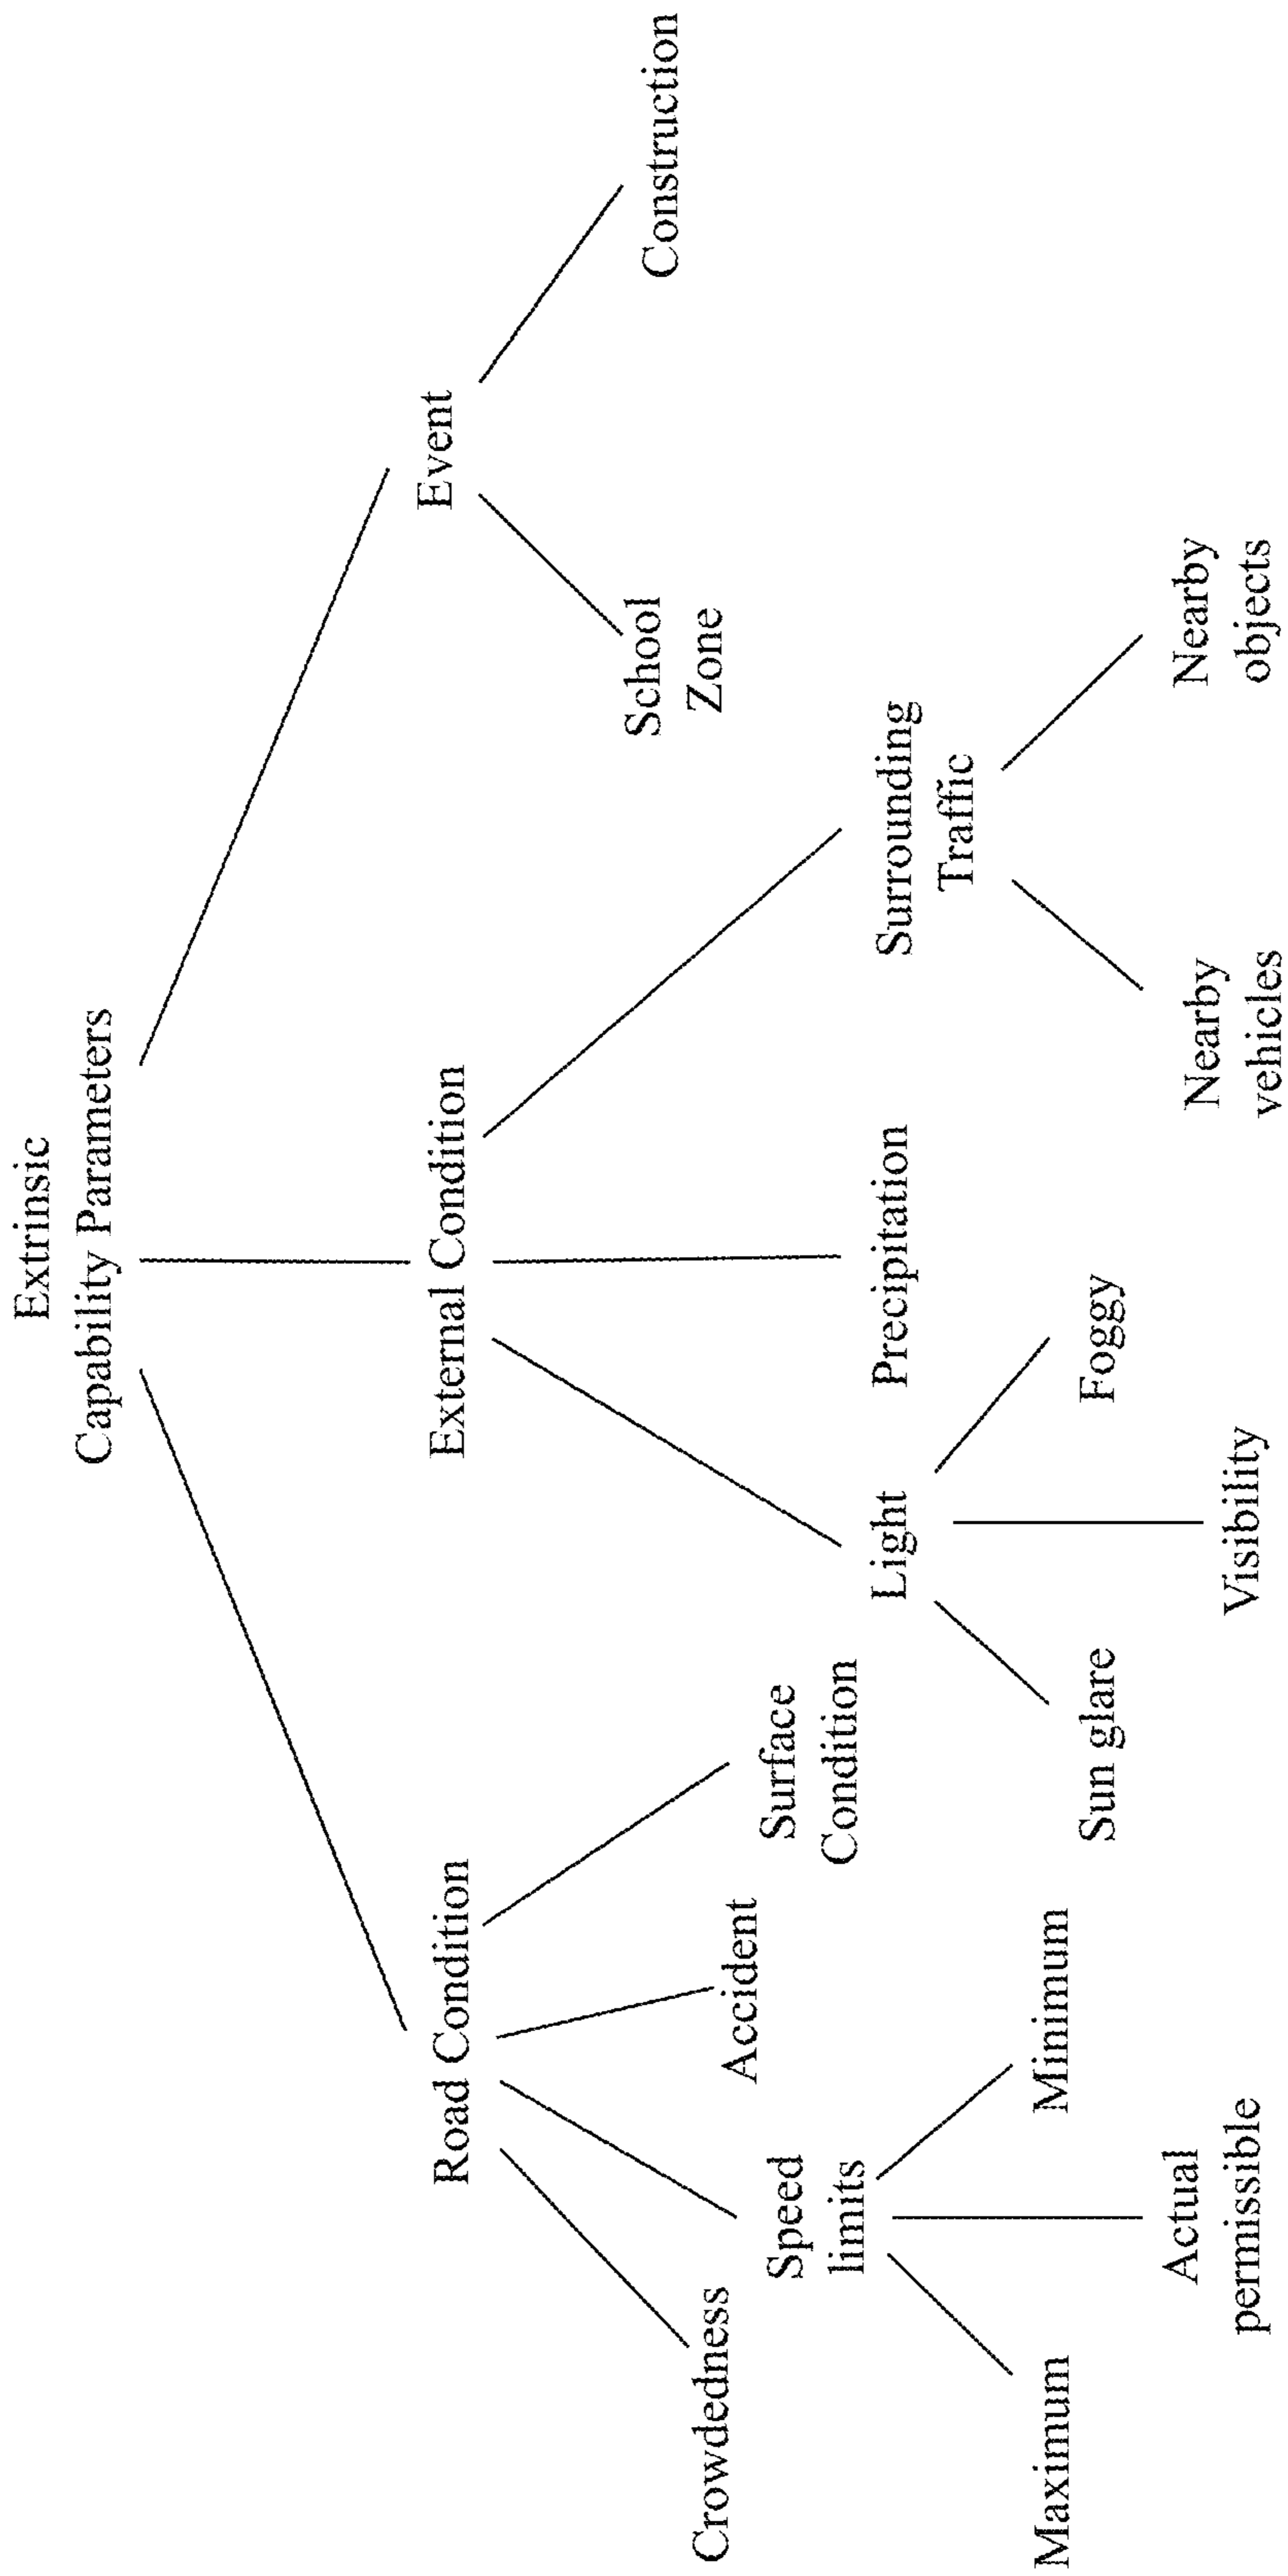 Extrinsic
Capability Parameters
Road Condition
External Condition
Event
Crowdedness
Speed
limits
Accident
Surface
Condition
Light
Precipitation
Surrounding
Traffic
School
Zone
Construction
Maximum
Actual
permissible
Minimum
Sun glare
Visibility
Foggy
Nearby
vehicles
Nearby
objects